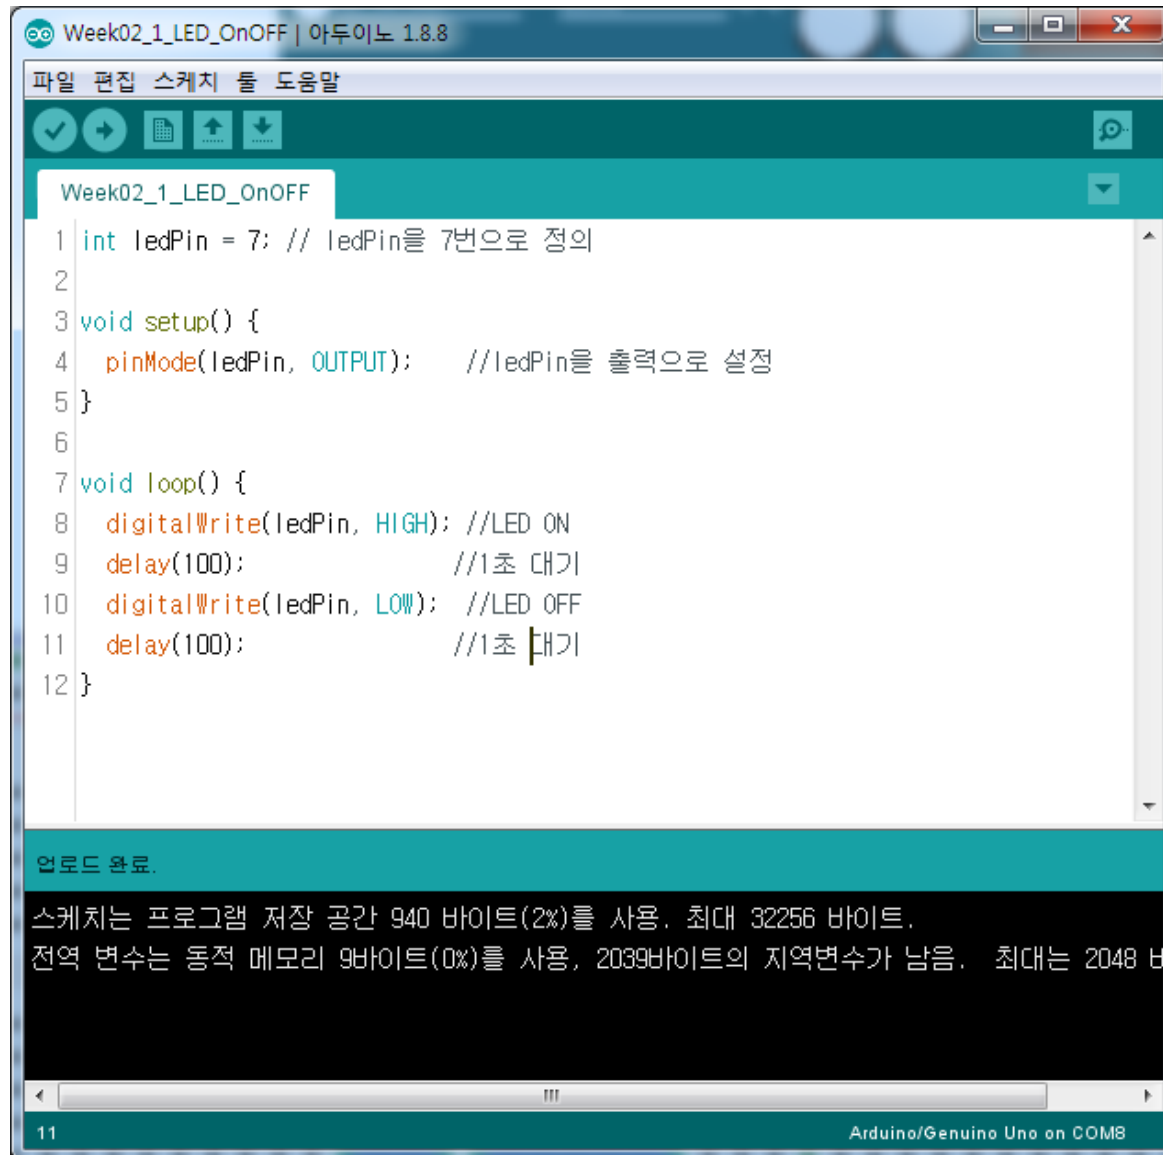 Week02_1_LED_OnOFF | 아두이노 1.8.8
파일 편집 스케치 툴 도움말
Week02_1_LED_OnOFF
1 int ledPin = 7; // ledPin을 7번으로 정의
2
3 void setup() {
4   pinMode(ledPin, OUTPUT);    //ledPin을 출력으로 설정
5 }
6
7 void loop() {
8   digitalWrite(ledPin, HIGH); //LED ON
9   delay(100);                //1초 대기
10   digitalWrite(ledPin, LOW);  //LED OFF
11   delay(100);                //1초 대기
12 }
업로드 완료.
스케치는 프로그램 저장 공간 940 바이트(2%)를 사용. 최대 32256 바이트.
전역 변수는 동적 메모리 9바이트(0%)를 사용, 2039바이트의 지역변수가 남음.  최대는 2048
11
Arduino/Genuino Uno on COM8